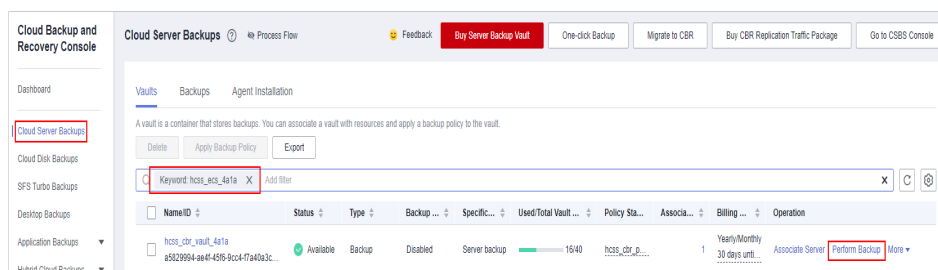 Cloud Backup and
Recovery Console
Cloud Server Backups
Process Flow
Feedback
Buy Server Backup Vault
One-click Backup
Migrate to CBR
Buy CBR Replication Traffic Package
Go to CSBS Console
Dashboard
Cloud Server Backups
Cloud Disk Backups
SFS Turbo Backups
Desktop Backups
Application Backups
Hybrid Cloud Backups
Vaults Backups Agent Installation
A vault is a container that stores backups. You can associate a vault with resources and apply a backup policy to the vault.
Delete Apply Backup Policy Export
Keyword: hcss_ecs_4a1a X Add filter
Name/ID Status Type Backup ... Specific... Used/Total Vault ... Policy Sta... Associa... Billing ... Operation
hcss_cbr_vault_4a1a
a5829994-ae4f-45f6-9cc4-f7a40a3c...
Available Backup Disabled Server backup 16/40 hcss_cbr_p... 1
Yearly/Monthly
30 days unti...
Associate Server Perform Backup More